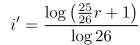 i′ = log (25/26 r + 1) / log 26